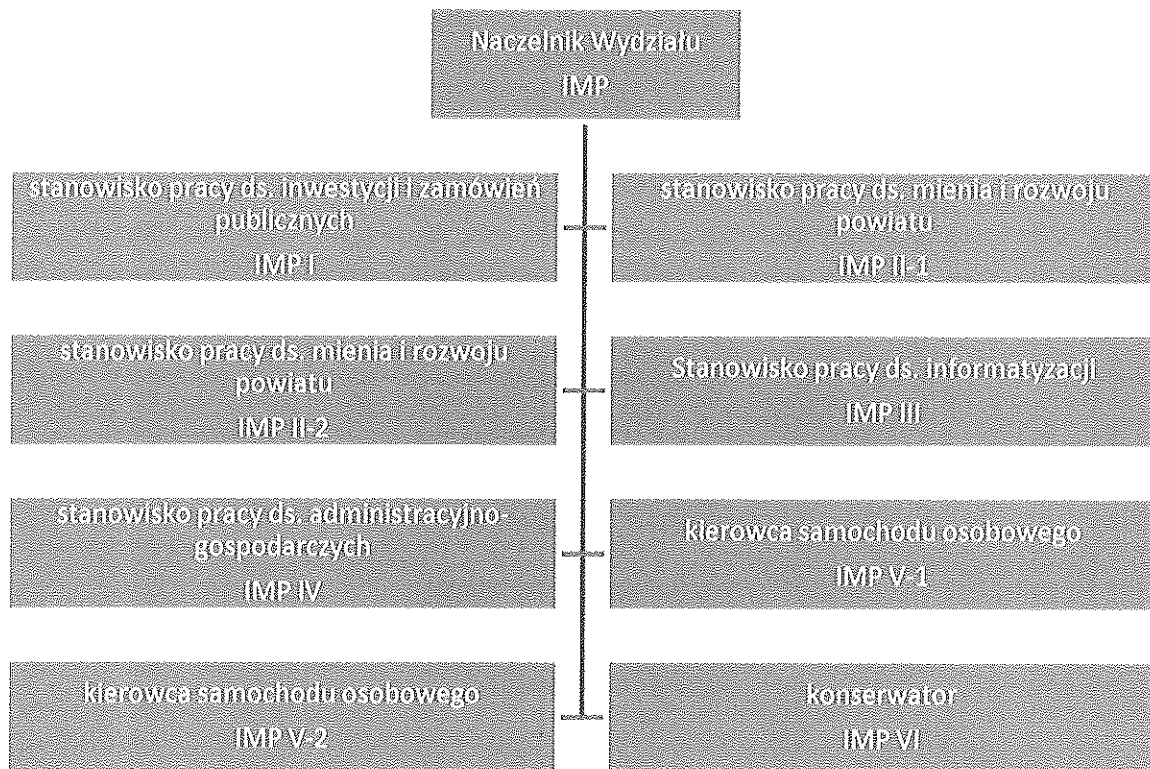 Naczelnik Wydziału
IMP
stanowisko pracy ds. inwestycji i zamówień
publicznych
IMP I
stanowisko pracy ds. mienia i rozwoju
powiatu
IMP II-1
stanowisko pracy ds. mienia i rozwoju
powiatu
IMP II-2
Stanowisko pracy ds. informatyzacji
IMP III
stanowisko pracy ds. administracyjno-
gospodarczych
IMP IV
kierowca samochodu osobowego
IMP V-1
kierowca samochodu osobowego
IMP V-2
konserwator
IMP VI